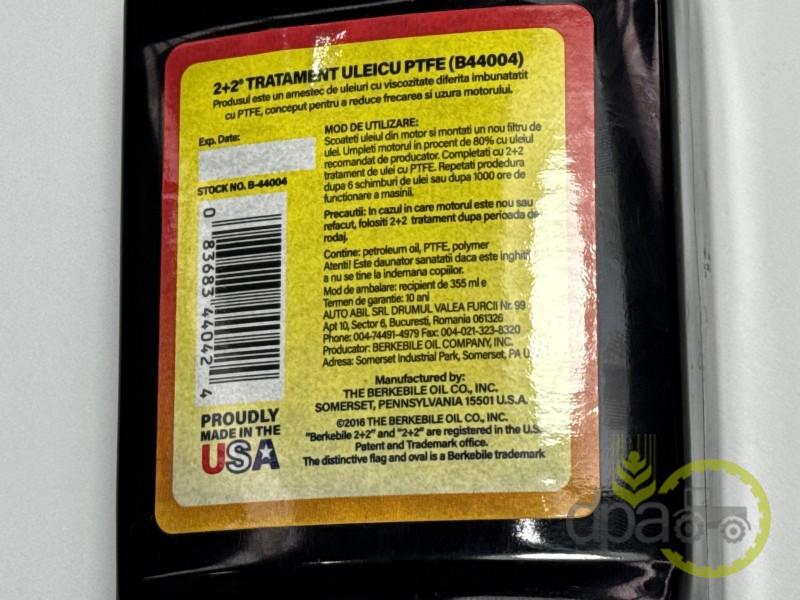 2+2® TRATAMENT ULEICU PTFE (B44004)
Produsul este un amestec de uleiuri cu viscozitate diferita imbunatatit
cu PTFE, conceput pentru a reduce frecarea si uzura motorului.
Exp. Date:
STOCK NO. B-44004
0 83683 44042 4
PROUDLY
MADE IN THE
USA
MOD DE UTILIZARE:
Scoateti uleiul din motor si montati un nou filtru de
ulei. Umpleti motorul in procent de 80% cu uleiul
recomandat de producator. Completati cu 2+2
tratament de ulei cu PTFE. Repetati prodedura
dupa 6 schimburi de ulei sau dupa 1000 ore de
functionare a masinii.
Precautii: In cazul in care motorul este nou sau
refacut, folositi 2+2 tratament dupa perioada de
rodaj.
Contine: petroleum oil, PTFE, polymer
Atenti! Este daunator sanatatii daca este inghiti
a nu se tine la indemana copiilor.
Mod de ambalare: recipient de 355 ml e
Termen de garantie: 10 ani
AUTO ABIL SRL DRUMUL VALEA FURCII Nr. 99
Apt 10, Sector 6, Bucuresti, Romania 061326
Phone: 004-74491-4979 Fax: 004-021-323-8320
Producator: BERKEBILE OIL COMPANY, INC.
Adresa: Somerset Industrial Park, Somerset, PA U
Manufactured by:
THE BERKEBILE OIL CO., INC.
SOMERSET, PENNSYLVANIA 15501 U.S.A.
©2016 THE BERKEBILE OIL CO., INC.
"Berkebile 2+2" and "2+2" are registered in the U.S.
Patent and Trademark office.
The distinctive flag and oval is a Berkebile trademark
dpa